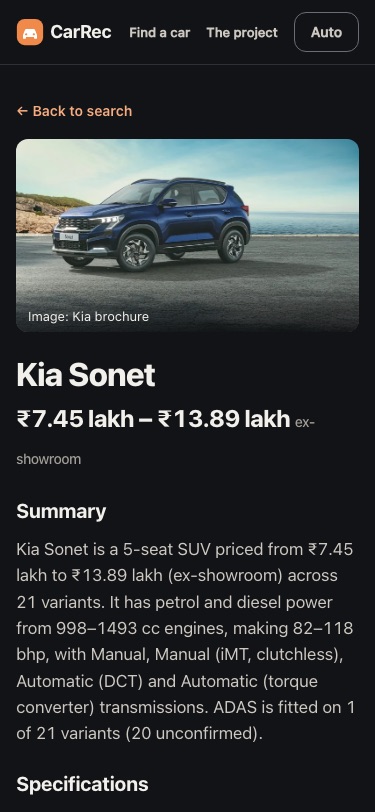 CarRec Find a car The project Auto
← Back to search
Image: Kia brochure
Kia Sonet
₹7.45 lakh – ₹13.89 lakh ex-
showroom
Summary
Kia Sonet is a 5-seat SUV priced from ₹7.45
lakh to ₹13.89 lakh (ex-showroom) across
21 variants. It has petrol and diesel power
from 998–1493 cc engines, making 82–118
bhp, with Manual, Manual (iMT, clutchless),
Automatic (DCT) and Automatic (torque
converter) transmissions. ADAS is fitted on 1
of 21 variants (20 unconfirmed).
Specifications